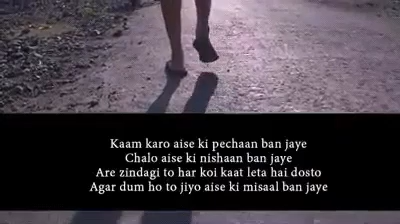 Kaam karo aise ki pechaan ban jaye
Chalo aise ki nishaan ban jaye
Are zindagi to har koi kaat leta hai dosto
Agar dum ho to jiyo aise ki misaal ban jaye